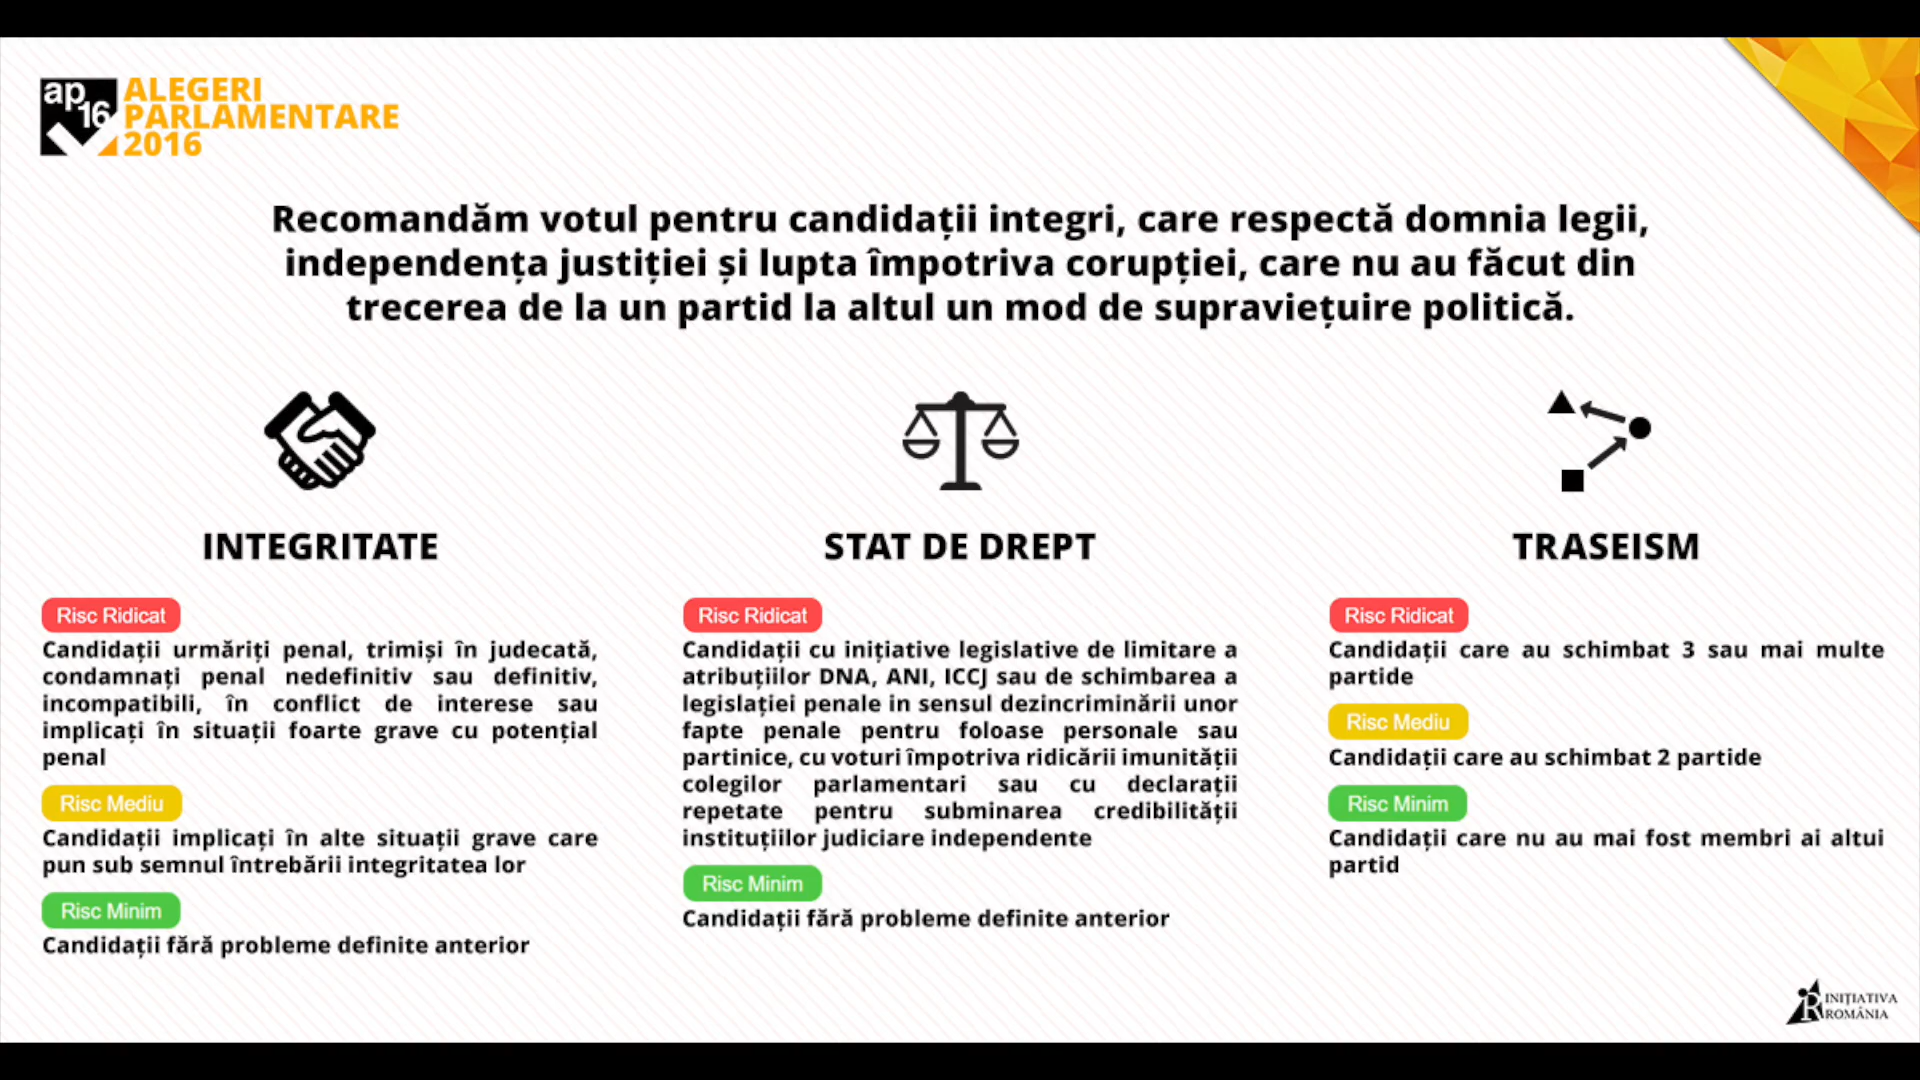 ap
16
ALEGERI
PARLAMENTARE
2016
Recomandăm votul pentru candidații integri, care respectă domnia legii,
independența justiției și lupta împotriva corupției, care nu au făcut din
trecerea de la un partid la altul un mod de supraviețuire politică.
INTEGRITATE
Risc Ridicat
Candidații urmăriți penal, trimiși în judecată,
condamnați penal nedefinitiv sau definitiv,
incompatibili, în conflict de interese sau
implicați în situații foarte grave cu potențial
penal
Risc Mediu
Candidații implicați în alte situații grave care
pun sub semnul întrebării integritatea lor
Risc Minim
Candidații fără probleme definite anterior
STAT DE DREPT
Risc Ridicat
Candidații cu inițiative legislative de limitare a
atribuțiilor DNA, ANI, ICCJ sau de schimbarea a
legislației penale in sensul dezincriminării unor
fapte penale pentru foloase personale sau
partinice, cu voturi împotriva ridicării imunității
colegilor parlamentari sau cu declarații
repetate pentru subminarea credibilității
instituțiilor judiciare independente
Risc Minim
Candidații fără probleme definite anterior
TRASEISM
Risc Ridicat
Candidații care au schimbat 3 sau mai multe
partide
Risc Mediu
Candidații care au schimbat 2 partide
Risc Minim
Candidații care nu au mai fost membri ai altui
partid
INIȚIATIVA
ROMÂNIA